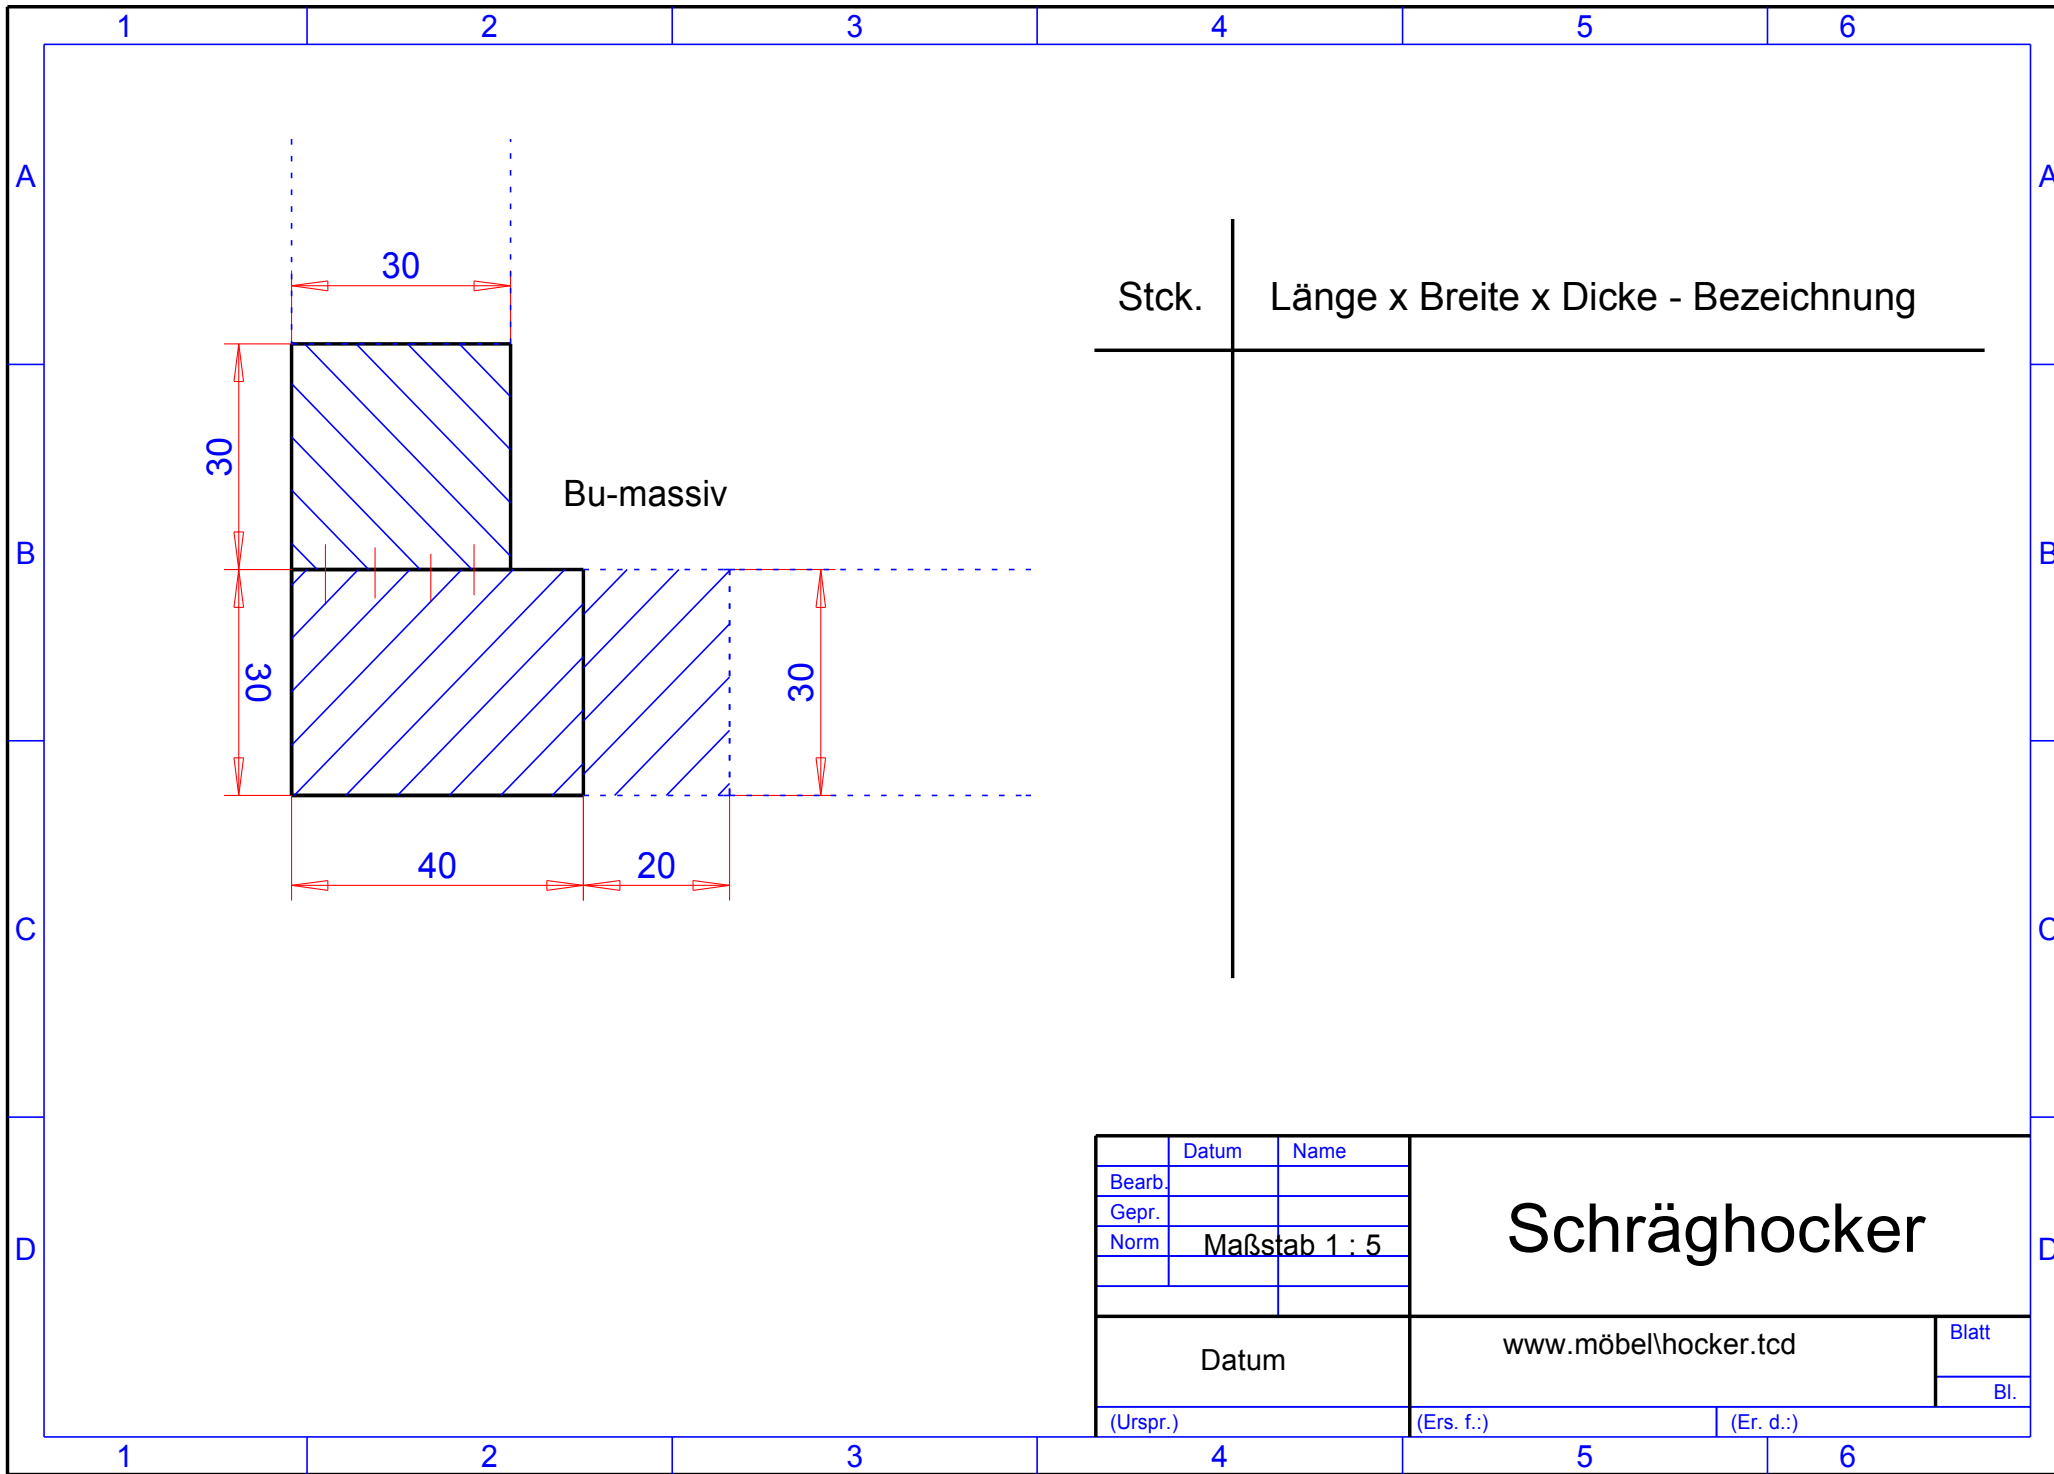 1 2 3 4 5 6
A A
30
Stck. Länge x Breite x Dicke - Bezeichnung
30
Bu-massiv
B B
30 30
40 20
C C
Datum Name
Bearb.
Gepr.
Norm Maßstab 1 : 5
Schräghocker
D D
Datum
www.möbel\hocker.tcd
Blatt
Bl.
(Urspr.) (Ers. f.:) (Er. d.:)
1 2 3 4 5 6